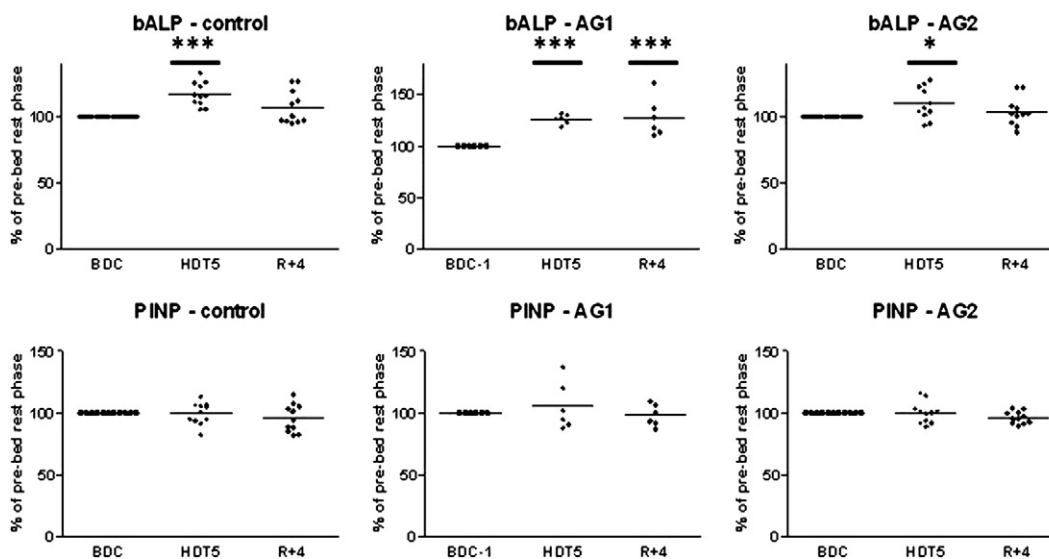 bALP - control
***
% of pre-bed rest phase
100
50
0
BDC HDT5 R+4
bALP - AG1
*** ***
% of pre-bed rest phase
150
100
50
0
BDC-1 HDT5 R+4
bALP - AG2
*
% of pre-bed rest phase
100
50
0
BDC HDT5 R+4
PINP - control
% of pre-bed rest phase
150
100
50
0
BDC HDT5 R+4
PINP - AG1
% of pre-bed rest phase
150
100
50
0
BDC-1 HDT5 R+4
PINP - AG2
% of pre-bed rest phase
150
100
50
0
BDC HDT5 R+4